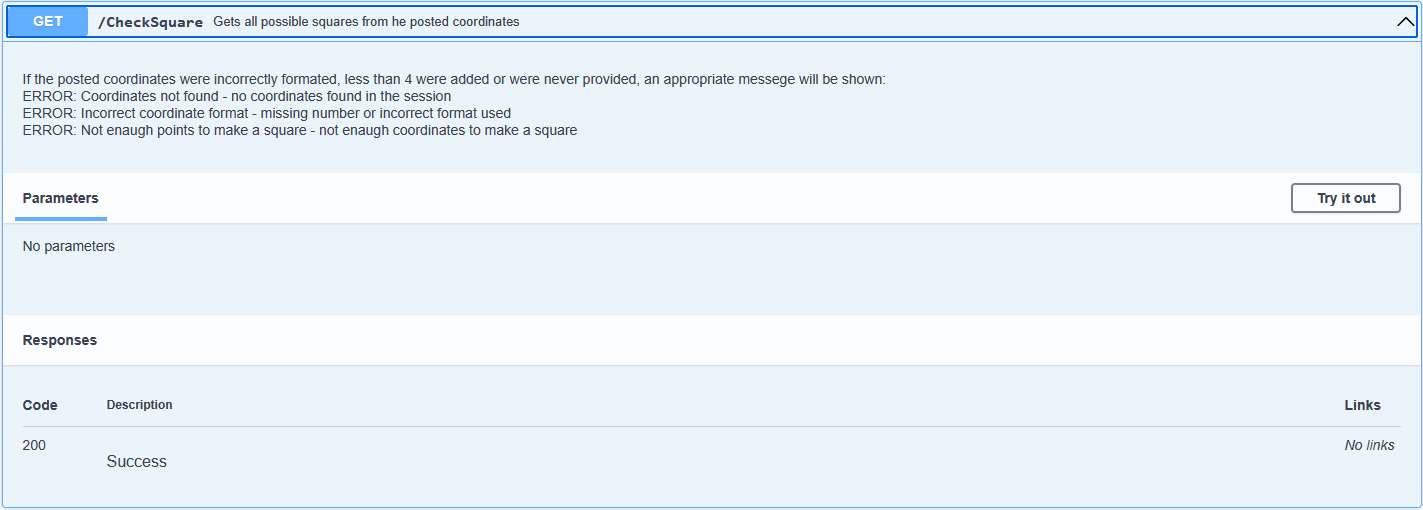 GET /CheckSquare Gets all possible squares from he posted coordinates
If the posted coordinates were incorrectly formated, less than 4 were added or were never provided, an appropriate messege will be shown:
ERROR: Coordinates not found - no coordinates found in the session
ERROR: Incorrect coordinate format - missing number or incorrect format used
ERROR: Not enaugh points to make a square - not enaugh coordinates to make a square
Parameters Try it out
No parameters
Responses
Code Description Links
200 No links
Success